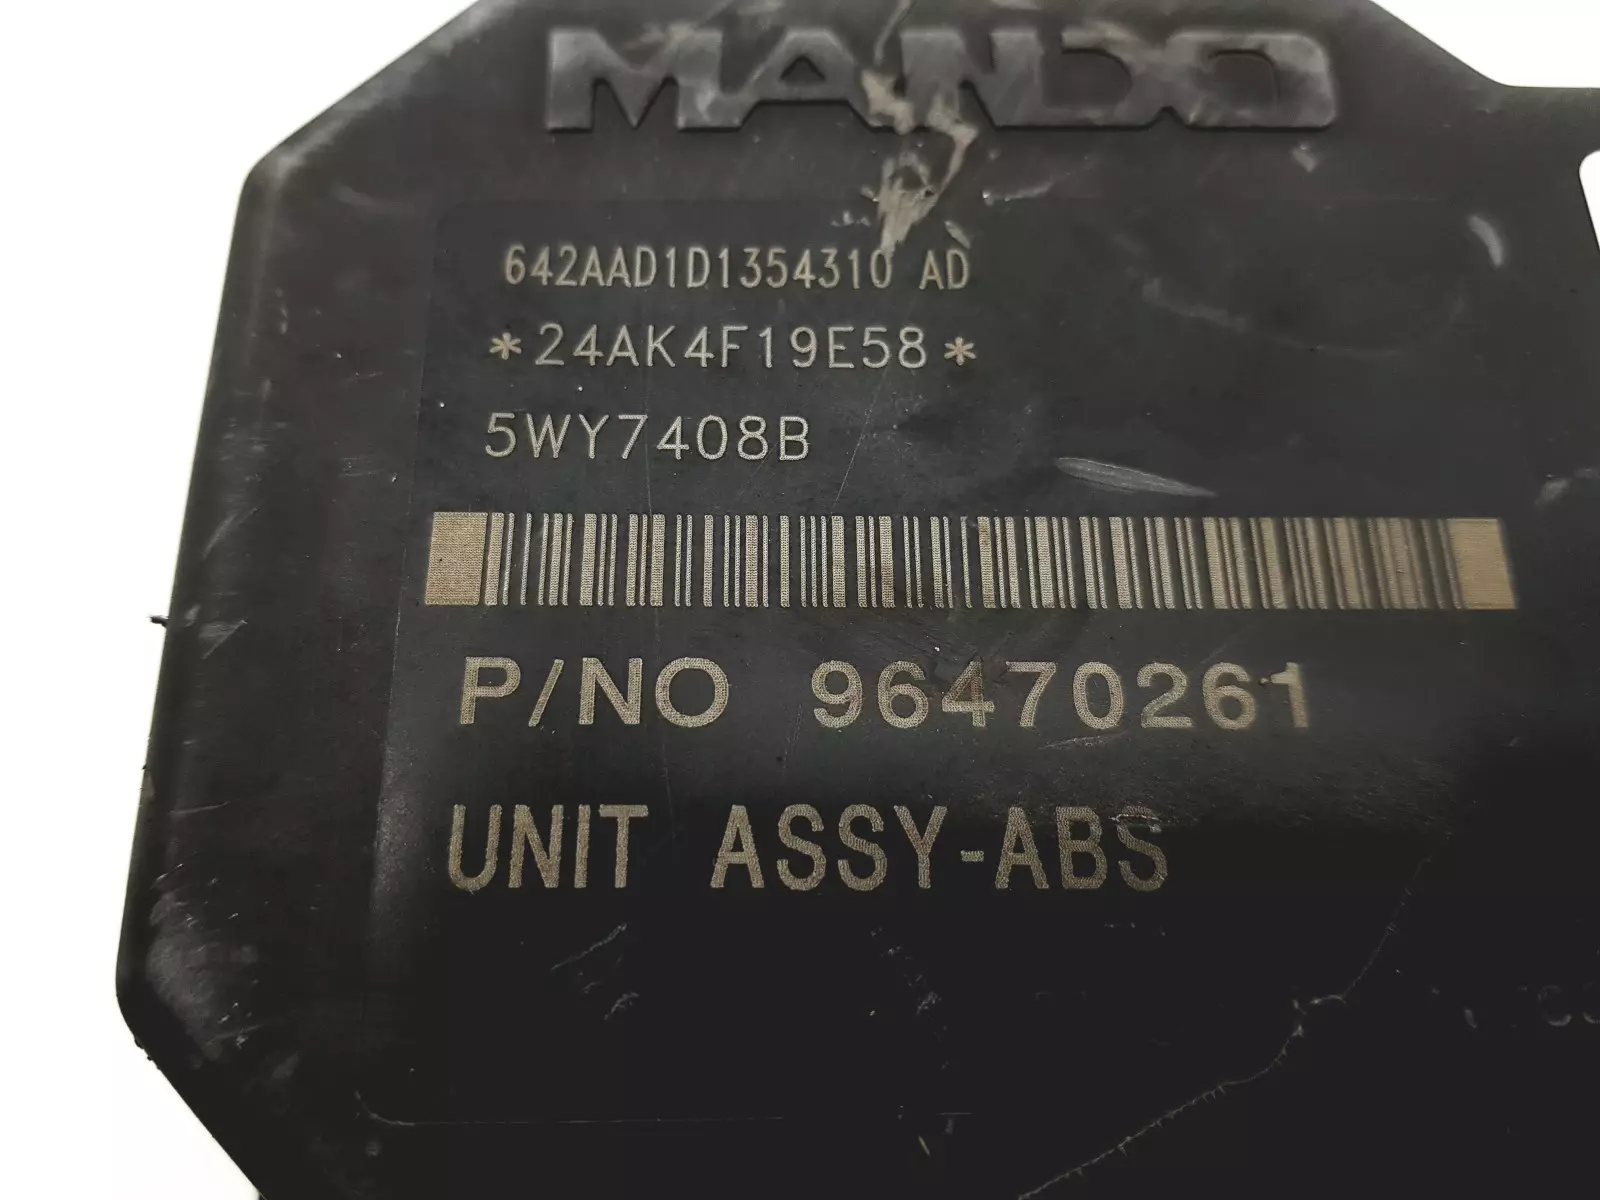 MANDO
642AAD1D1354310 AD
*24AK4F19E58*
5WY7408B
P/NO 96470261
UNIT ASSY-ABS